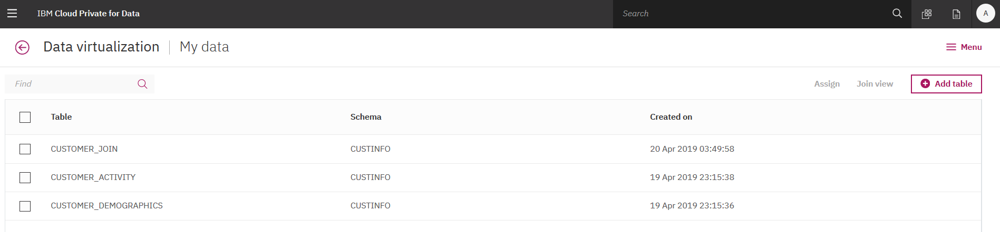 IBM Cloud Private for Data Search A
Data virtualization My data Menu
Find Assign Join view Add table
Table Schema Created on
CUSTOMER_JOIN CUSTINFO 20 Apr 2019 03:49:58
CUSTOMER_ACTIVITY CUSTINFO 19 Apr 2019 23:15:38
CUSTOMER_DEMOGRAPHICS CUSTINFO 19 Apr 2019 23:15:36